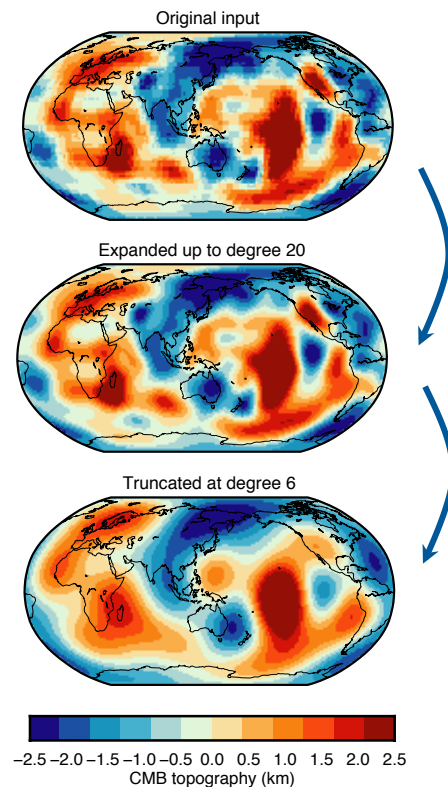 Original input
Expanded up to degree 20
Truncated at degree 6
-2.5 -2.0 -1.5 -1.0 -0.5 0.0 0.5 1.0 1.5 2.0 2.5
CMB topography (km)